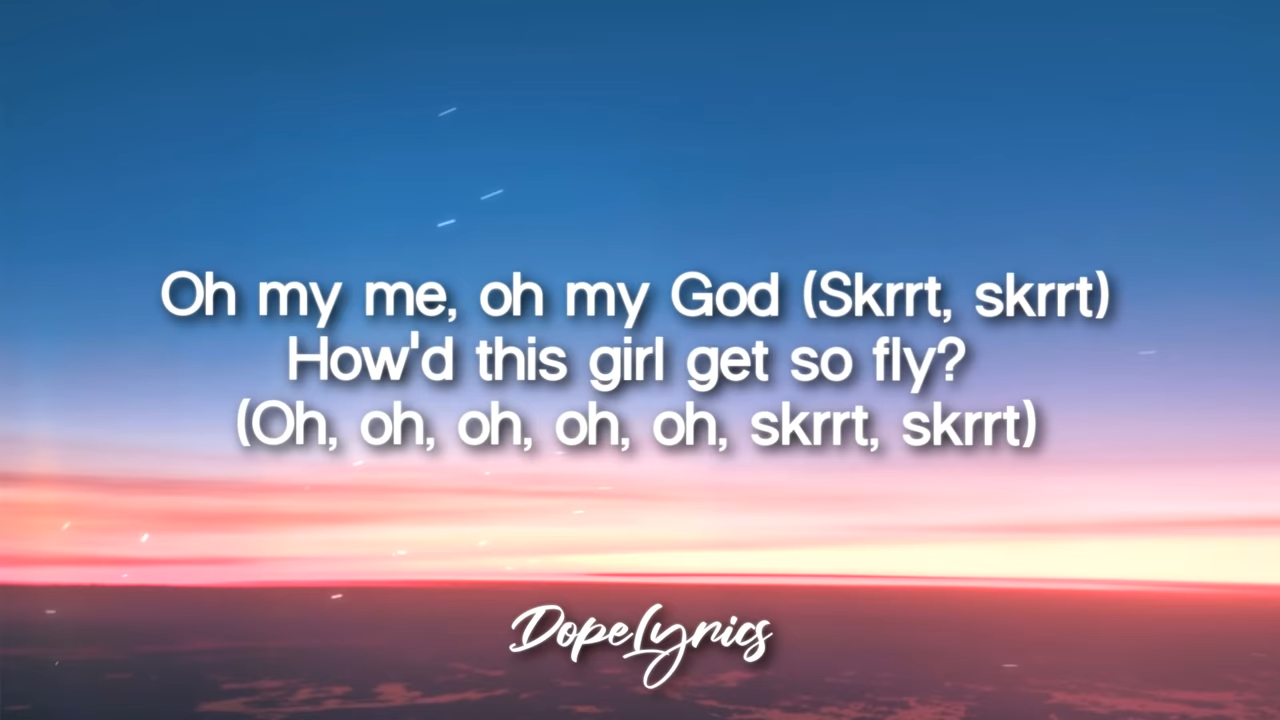 Oh my me, oh my God (Skrrt, skrrt)
How'd this girl get so fly?
(Oh, oh, oh, oh, oh, skrrt, skrrt)
DopeLyrics